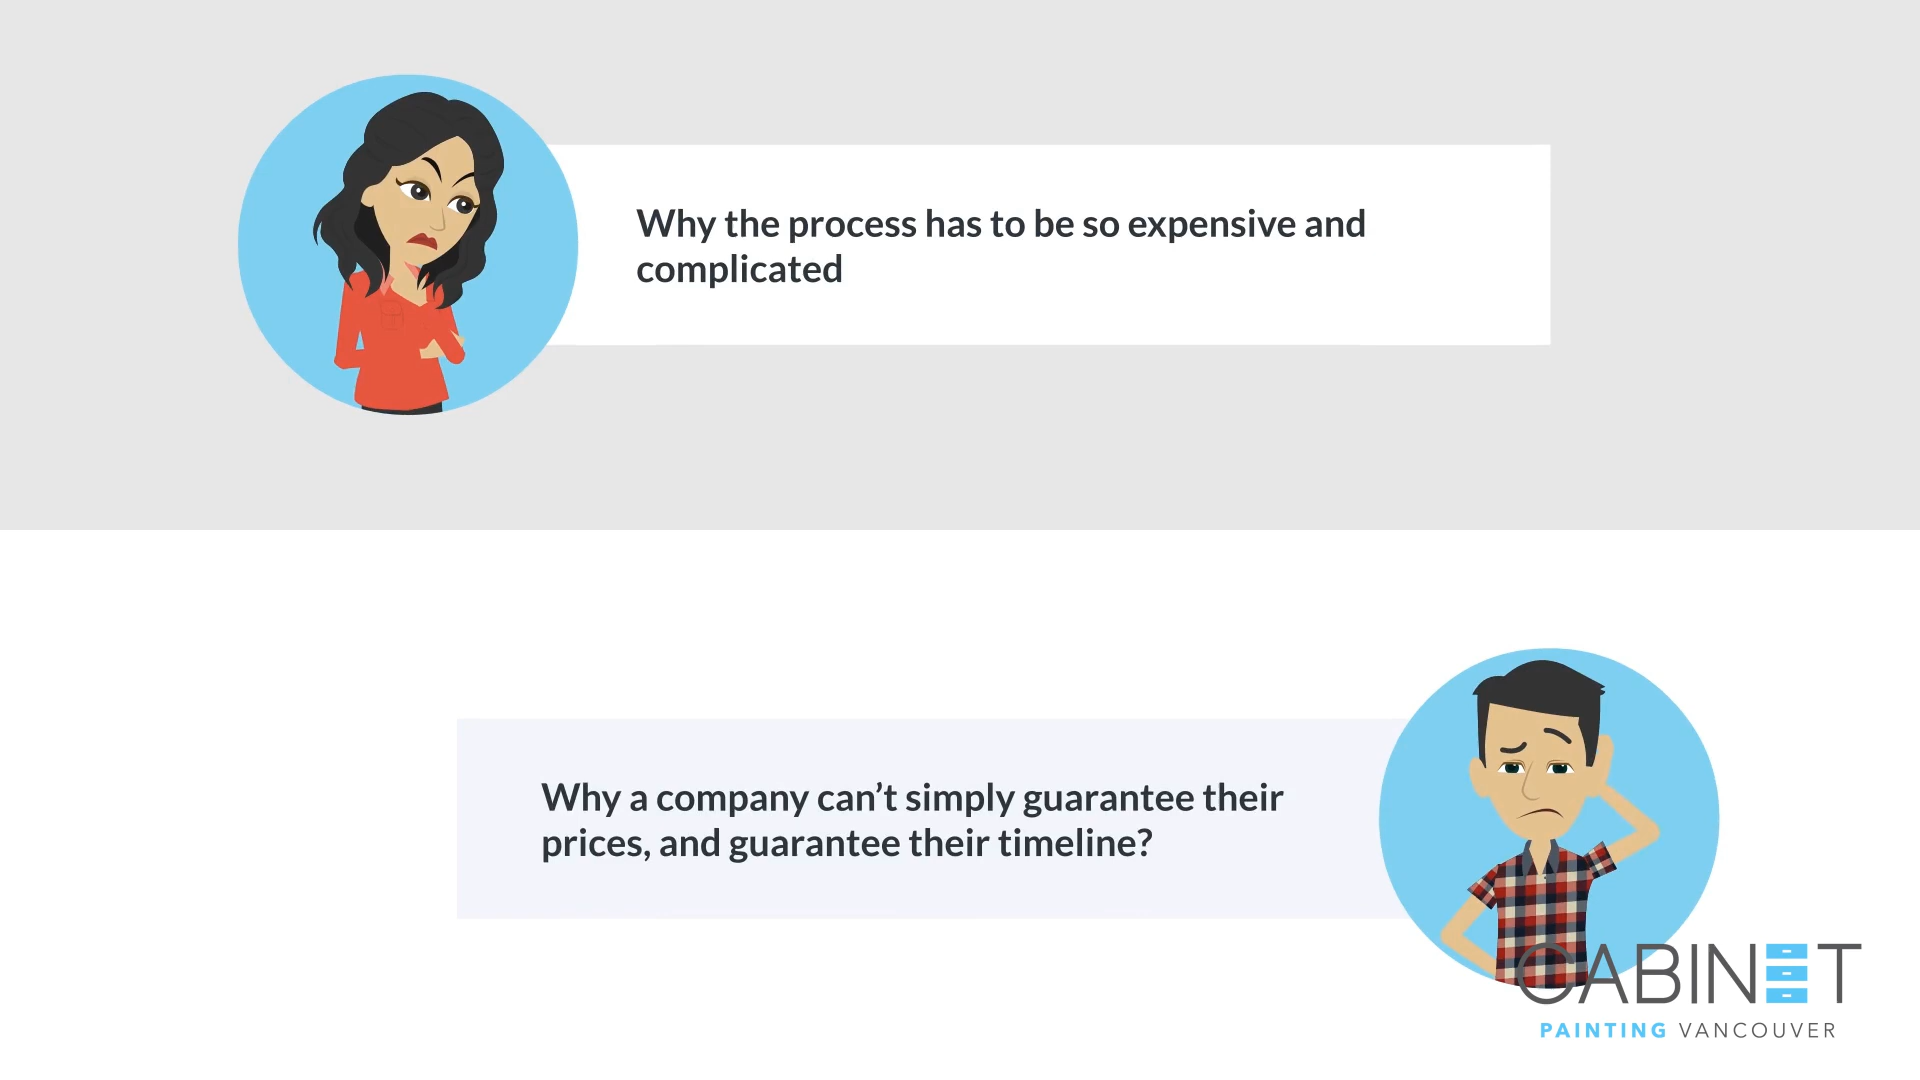 Why the process has to be so expensive and
complicated
Why a company can’t simply guarantee their
prices, and guarantee their timeline?
CABINET
PAINTING VANCOUVER